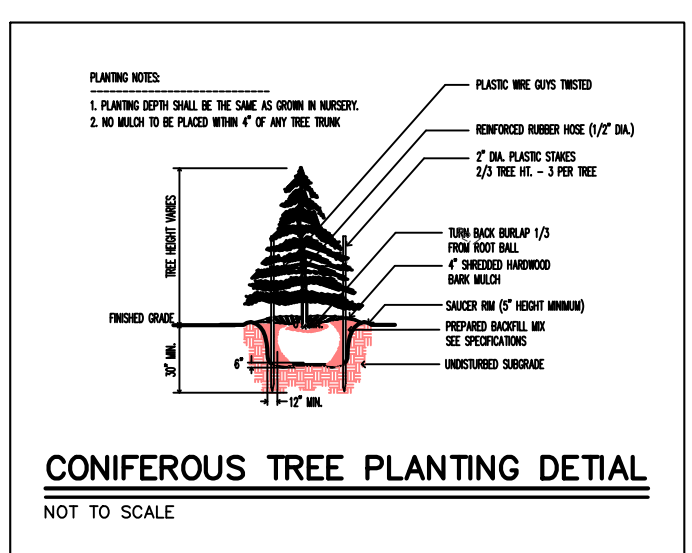 PLANTING NOTES:
1. PLANTING DEPTH SHALL BE THE SAME AS GROWN IN NURSERY.
2. NO MULCH TO BE PLACED WITHIN 4" OF ANY TREE TRUNK
PLASTIC WIRE GUYS TWISTED
REINFORCED RUBBER HOSE (1/2" DIA.)
2" DIA. PLASTIC STAKES
2/3 TREE HT. - 3 PER TREE
TREE HEIGHT VARIES
TURN BACK BURLAP 1/3
FROM ROOT BALL
4" SHREDDED HARDWOOD
BARK MULCH
SAUCER RIM (5" HEIGHT MINIMUM)
FINISHED GRADE
PREPARED BACKFILL MIX
SEE SPECIFICATIONS
30" MIN.
6"
UNDISTURBED SUBGRADE
12" MIN.
CONIFEROUS TREE PLANTING DETIAL
NOT TO SCALE